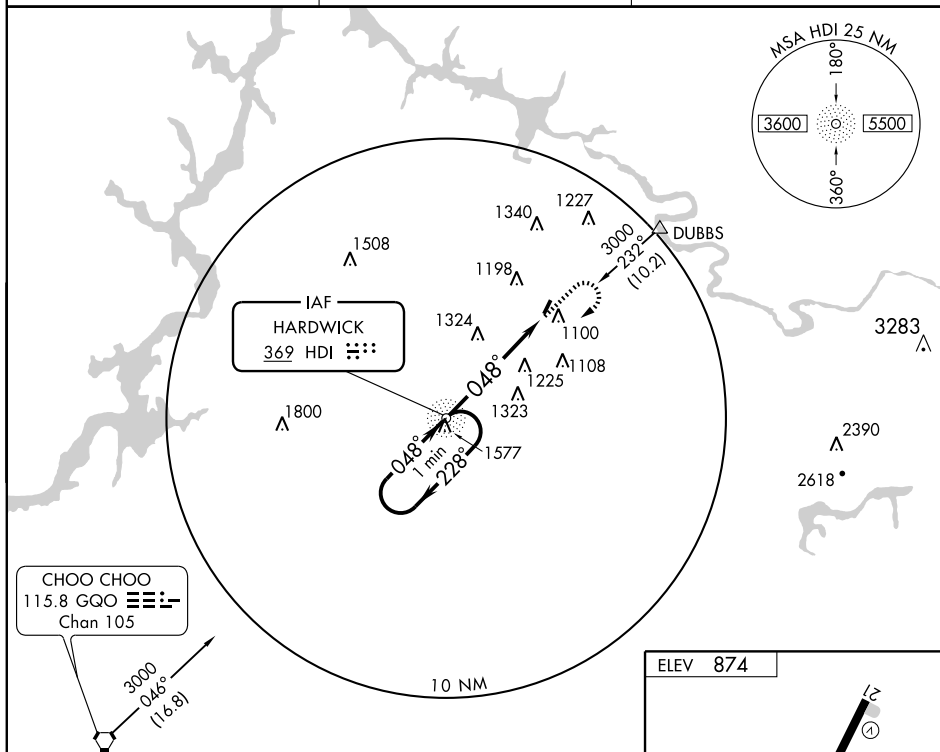 MSA HDI 25 NM
180°
3600
5500
360°
1340
1227
DUBBS
3000
232°
(10.2)
1508
1198
IAF
HARDWICK
369 HDI
1324
1100
3283
048°
1108
1225
1323
1800
1577
048°
1 min
228°
2390
2618
CHOO CHOO
115.8 GQO
Chan 105
3000
046°
(16.8)
10 NM
ELEV 874
21
V